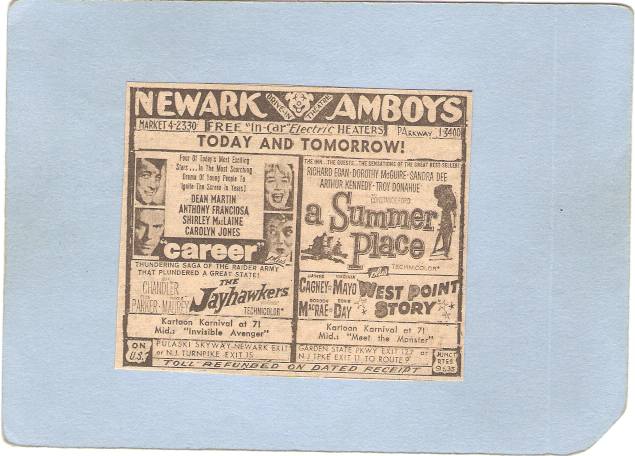 NEWARK DRIVE-IN THEATRE AMBOYS
MARKET 4-2330 FREE "In-Car" Electric HEATERS PARKWAY 1-3400
TODAY AND TOMORROW!
Four Of Today's Most Exciting
Stars...In The Most Searching
Drama Of Young People To
Ignite The Screen In Years!
DEAN MARTIN
ANTHONY FRANCIOSA
SHIRLEY MacLAINE
CAROLYN JONES
"career"
THUNDERING SAGA OF THE RAIDER ARMY
THAT PLUNDERED A GREAT STATE!
CHANDLER
PARKER-MAUREY
THE
Jayhawkers
TECHNICOLOR
Kartoon Karnival at 7!
Mid.: "Invisible Avenger"
ON
U.S.1
PULASKI SKYWAY-NEWARK EXIT
or N.J. TURNPIKE EXIT 15
THE INN...THE GUESTS...THE SENSATIONS OF THE GREAT BEST-SELLER!
RICHARD EGAN-DOROTHY McGUIRE-SANDRA DEE
ARTHUR KENNEDY-TROY DONAHUE
a Summer
Place
TECHNICOLOR
JAMES VIRGINIA
CAGNEY-MAYO
GORDON DORIS
MacRAE-DAY
WEST POINT
STORY
Kartoon Karnival at 7!
Mid.: "Meet the Monster"
GARDEN STATE PKWY EXIT 127 or
N.J. TPKE EXIT 11 TO ROUTE 9
JUNCT
RTES
9 & 35
TOLL REFUNDED ON DATED RECEIPT